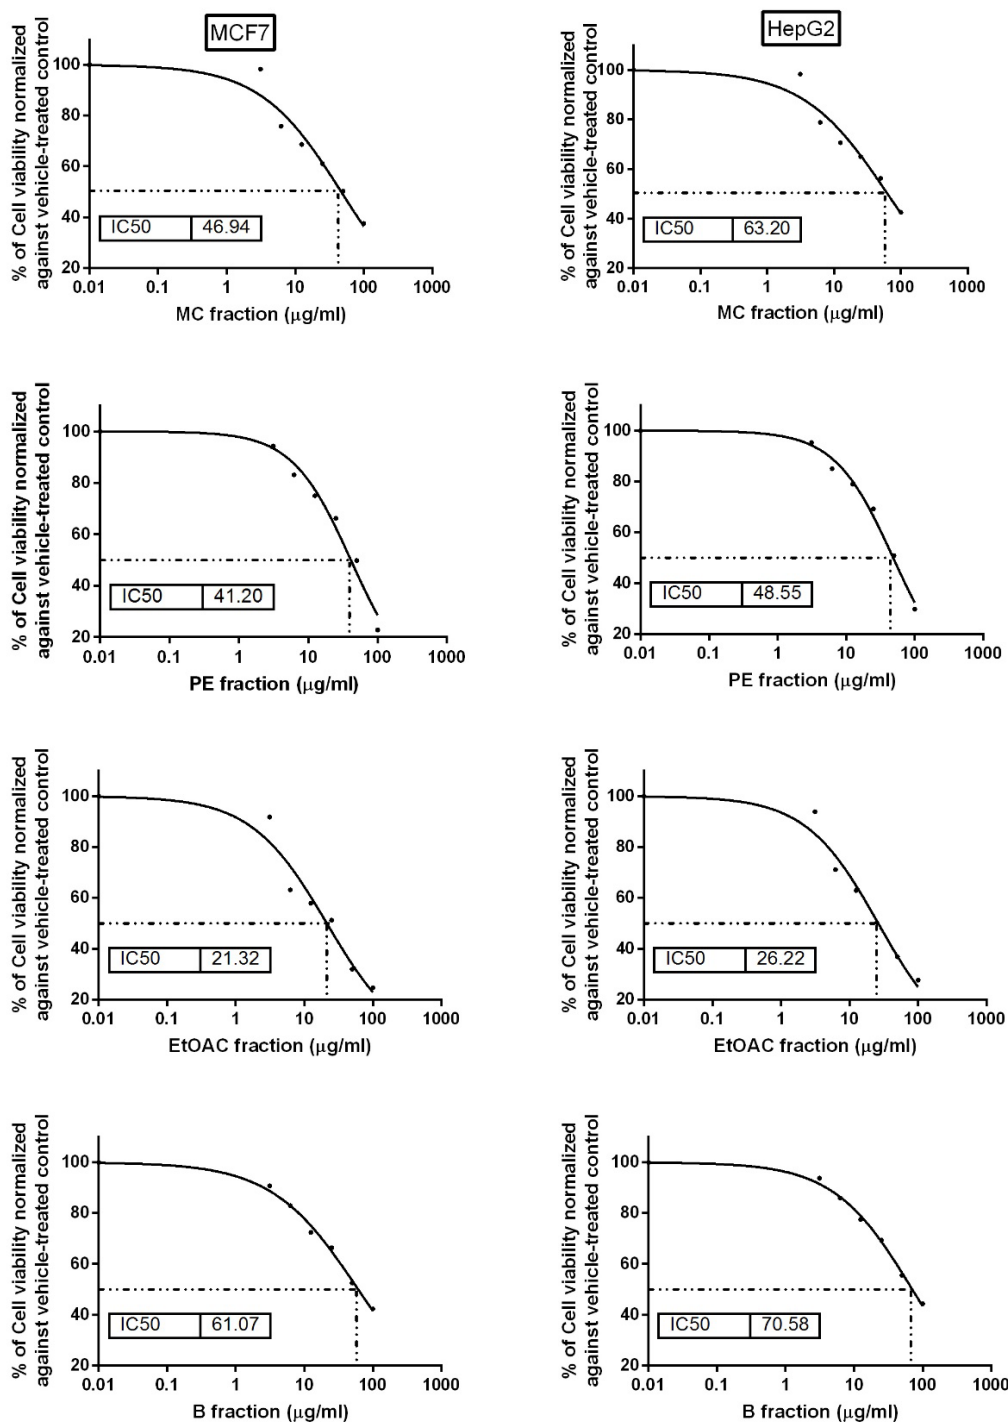 MCF7
% of Cell viability normalized
against vehicle-treated control
100
80
60
40
20
IC50 46.94
0.01 0.1 1 10 100 1000
MC fraction (μg/ml)
HepG2
% of Cell viability normalized
against vehicle-treated control
100
80
60
40
20
IC50 63.20
0.01 0.1 1 10 100 1000
MC fraction (μg/ml)
% of Cell viability normalized
against vehicle-treated control
100
80
60
40
20
IC50 41.20
0.01 0.1 1 10 100 1000
PE fraction (μg/ml)
% of Cell viability normalized
against vehicle-treated control
100
80
60
40
20
IC50 48.55
0.01 0.1 1 10 100 1000
PE fraction (μg/ml)
% of Cell viability normalized
against vehicle-treated control
100
80
60
40
20
IC50 21.32
0.01 0.1 1 10 100 1000
EtOAC fraction (μg/ml)
% of Cell viability normalized
against vehicle-treated control
100
80
60
40
20
IC50 26.22
0.01 0.1 1 10 100 1000
EtOAC fraction (μg/ml)
% of Cell viability normalized
against vehicle-treated control
100
80
60
40
20
IC50 61.07
0.01 0.1 1 10 100 1000
B fraction (μg/ml)
% of Cell viability normalized
against vehicle-treated control
100
80
60
40
20
IC50 70.58
0.01 0.1 1 10 100 1000
B fraction (μg/ml)